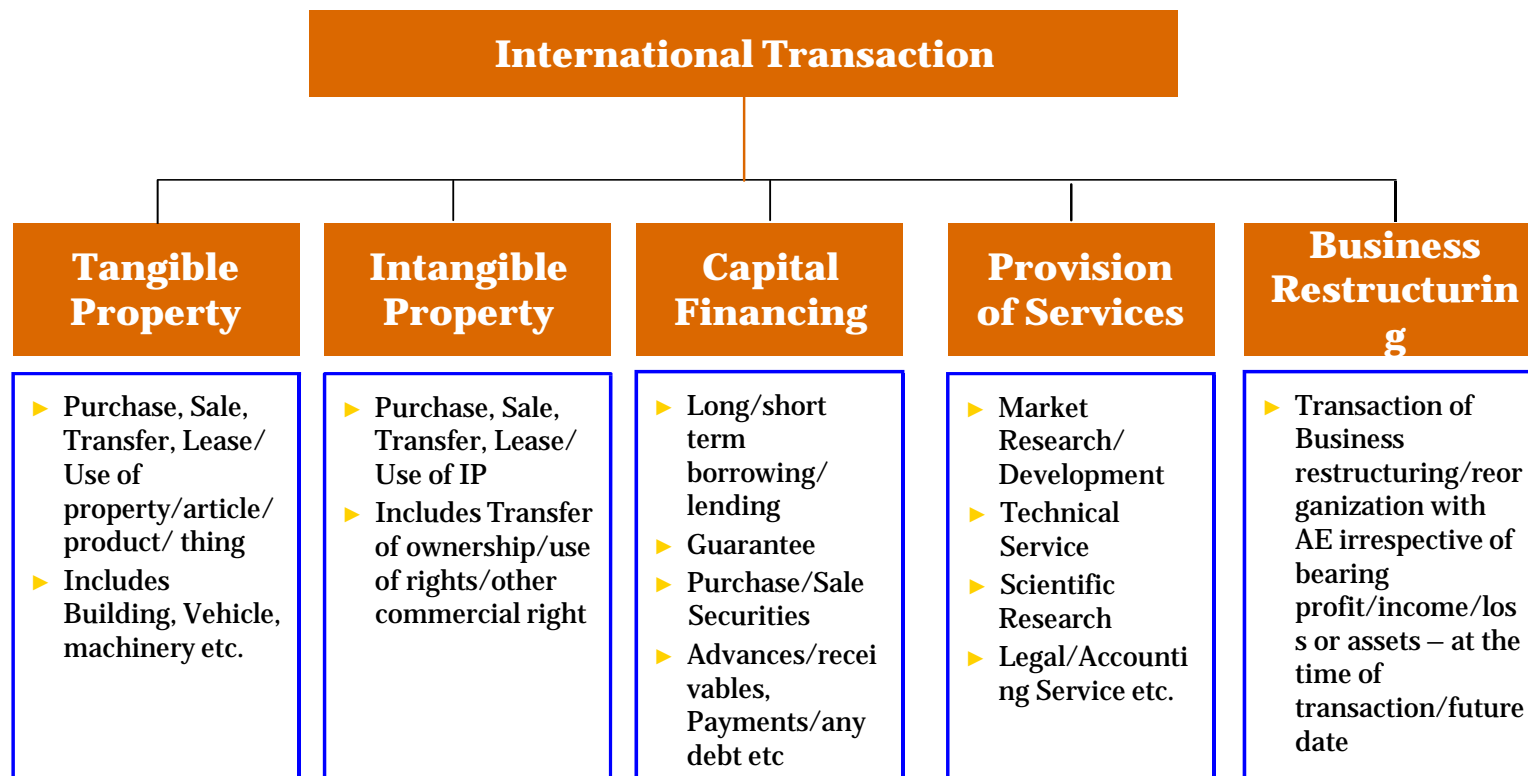 International Transaction
Tangible
Property
Intangible
Property
Capital
Financing
Provision
of Services
Business
Restructurin
g
► Purchase, Sale,
Transfer, Lease/
Use of
property/article/
product/ thing
► Includes
Building, Vehicle,
machinery etc.
► Purchase, Sale,
Transfer, Lease/
Use of IP
► Includes Transfer
of ownership/use
of rights/other
commercial right
► Long/short
term
borrowing/
lending
► Guarantee
► Purchase/Sale
Securities
► Advances/recei
vables,
Payments/any
debt etc
► Market
Research/
Development
► Technical
Service
► Scientific
Research
► Legal/Accounti
ng Service etc.
► Transaction of
Business
restructuring/reor
ganization with
AE irrespective of
bearing
profit/income/los
s or assets – at the
time of
transaction/future
date